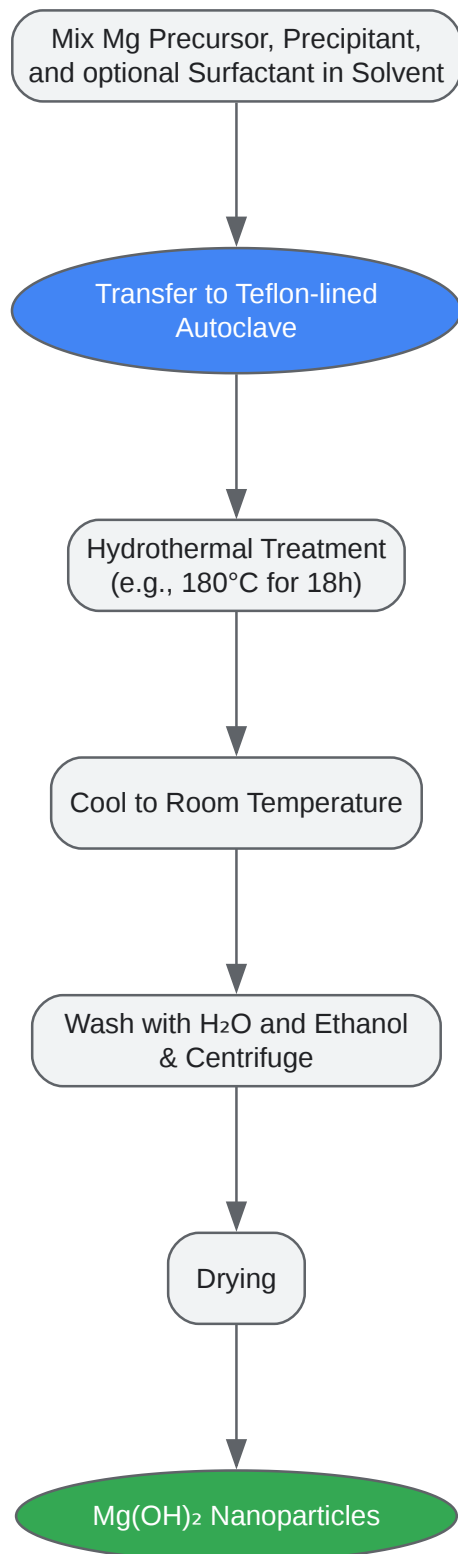 Mix Mg Precursor, Precipitant,
and optional Surfactant in Solvent
Transfer to Teflon-lined
Autoclave
Hydrothermal Treatment
(e.g., 180°C for 18h)
Cool to Room Temperature
Wash with H₂O and Ethanol
& Centrifuge
Drying
Mg(OH)₂ Nanoparticles